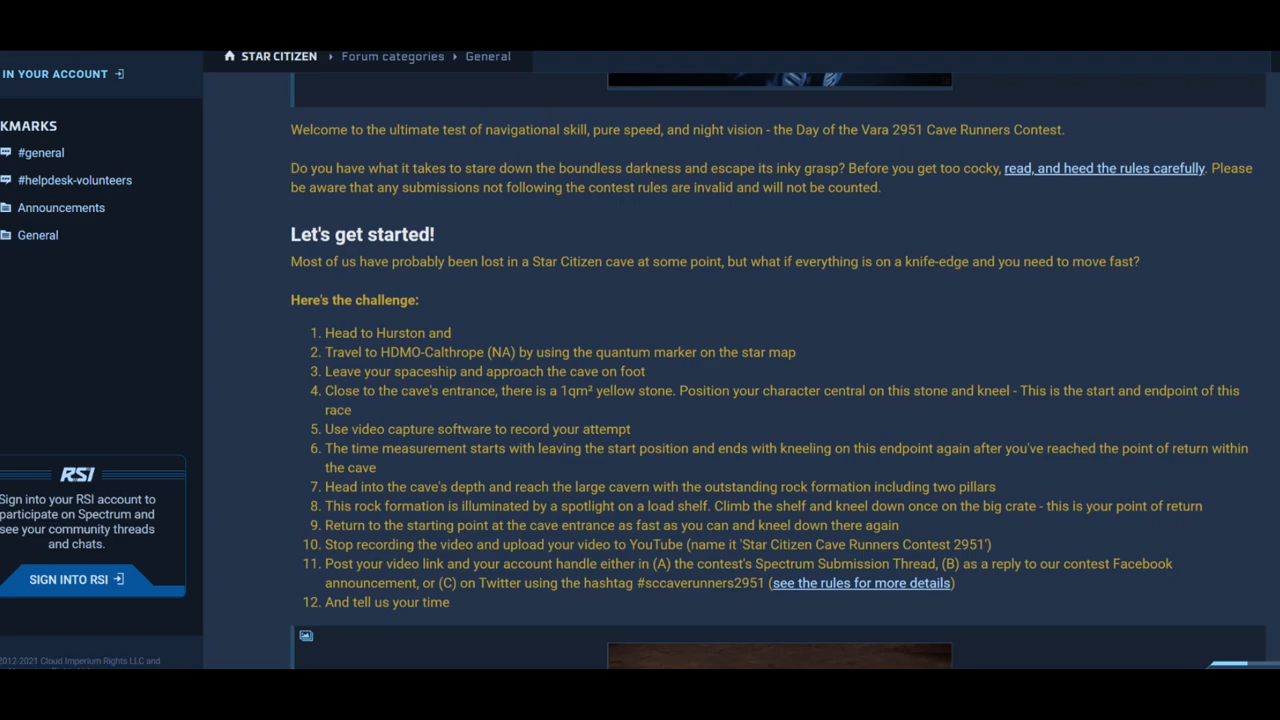 STAR CITIZEN › Forum categories › General
IN YOUR ACCOUNT
KMARKS
#general
#helpdesk-volunteers
Announcements
General
RSI
Sign into your RSI account to
participate on Spectrum and
see your community threads
and chats.
SIGN INTO RSI
2012-2021 Cloud Imperium Rights LLC and
Welcome to the ultimate test of navigational skill, pure speed, and night vision - the Day of the Vara 2951 Cave Runners Contest.
Do you have what it takes to stare down the boundless darkness and escape its inky grasp? Before you get too cocky, read, and heed the rules carefully. Please
be aware that any submissions not following the contest rules are invalid and will not be counted.
Let's get started!
Most of us have probably been lost in a Star Citizen cave at some point, but what if everything is on a knife-edge and you need to move fast?
Here's the challenge:
1. Head to Hurston and
2. Travel to HDMO-Calthrope (NA) by using the quantum marker on the star map
3. Leave your spaceship and approach the cave on foot
4. Close to the cave's entrance, there is a 1qm² yellow stone. Position your character central on this stone and kneel - This is the start and endpoint of this
race
5. Use video capture software to record your attempt
6. The time measurement starts with leaving the start position and ends with kneeling on this endpoint again after you've reached the point of return within
the cave
7. Head into the cave's depth and reach the large cavern with the outstanding rock formation including two pillars
8. This rock formation is illuminated by a spotlight on a load shelf. Climb the shelf and kneel down once on the big crate - this is your point of return
9. Return to the starting point at the cave entrance as fast as you can and kneel down there again
10. Stop recording the video and upload your video to YouTube (name it 'Star Citizen Cave Runners Contest 2951')
11. Post your video link and your account handle either in (A) the contest's Spectrum Submission Thread, (B) as a reply to our contest Facebook
announcement, or (C) on Twitter using the hashtag #sccaverunners2951 (see the rules for more details)
12. And tell us your time